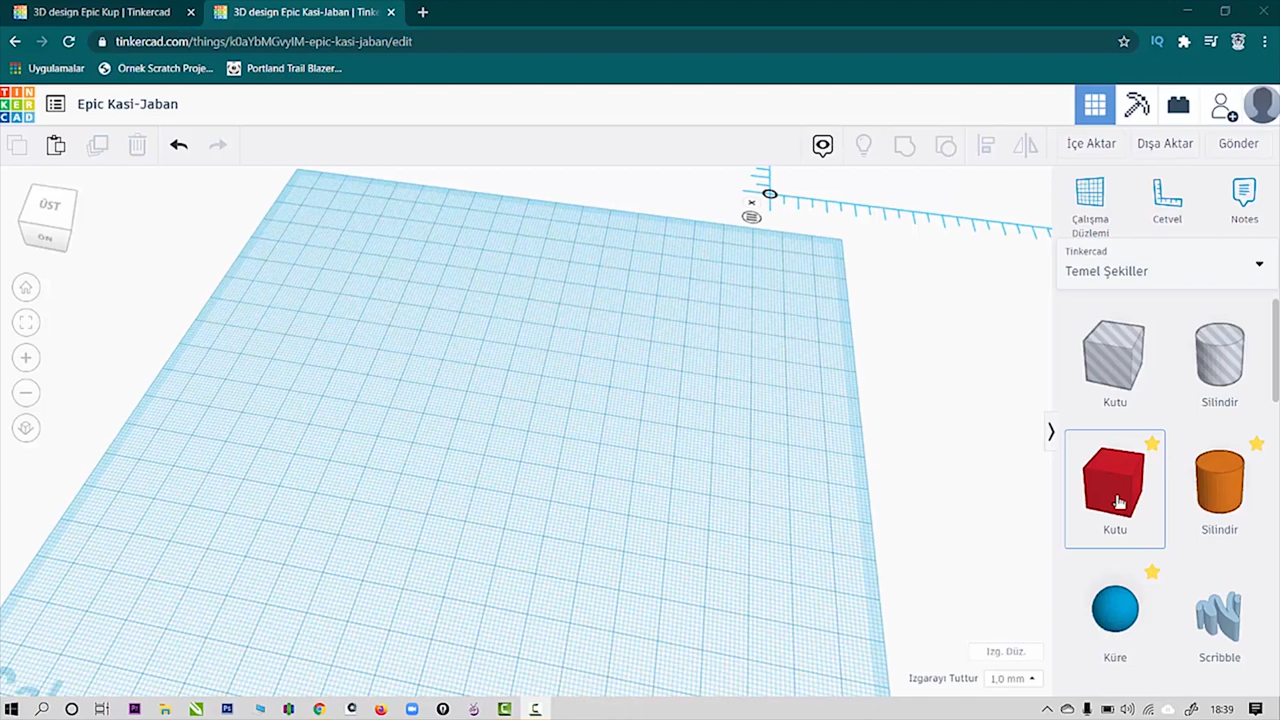 3D design Epic Kup | Tinkercad
3D design Epic Kasi-Jaban | Tink
tinkercad.com/things/k0aYbMGvyIM-epic-kasi-jaban/edit
Uygulamalar
Örnek Scratch Proje...
Portland Trail Blazer...
TIN
KER
CAD
Epic Kasi-Jaban
İçe Aktar
Dışa Aktar
Gönder
ÜST
ÖN
Çalışma
Düzlemi
Cetvel
Notes
Tinkercad
Temel Şekiller
Kutu
Silindir
Kutu
Silindir
Küre
Scribble
Izg. Düz.
Izgarayı Tuttur
1,0 mm
18:39